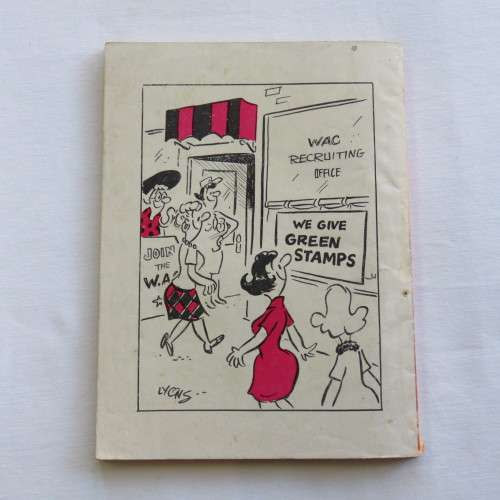 WAC
RECRUITING
OFFICE
WE GIVE
GREEN
STAMPS
JOIN
THE
W.A
LYONS